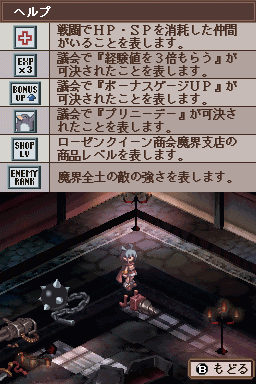 ヘルプ
戦闘でHP・SPを消耗した仲間
がいることを表します。
EXP
×3
議会で『経験値を3倍もらう』が
可決されたことを表します。
BONUS
UP
議会で『ボーナスゲージUP』が
可決されたことを表します。
議会で『プリニーデー』が可決さ
れたことを表します。
SHOP
LV
ローゼンクイーン商会魔界支店の
商品レベルを表します。
ENEMY
RANK
魔界全土の敵の強さを表します。
B もどる